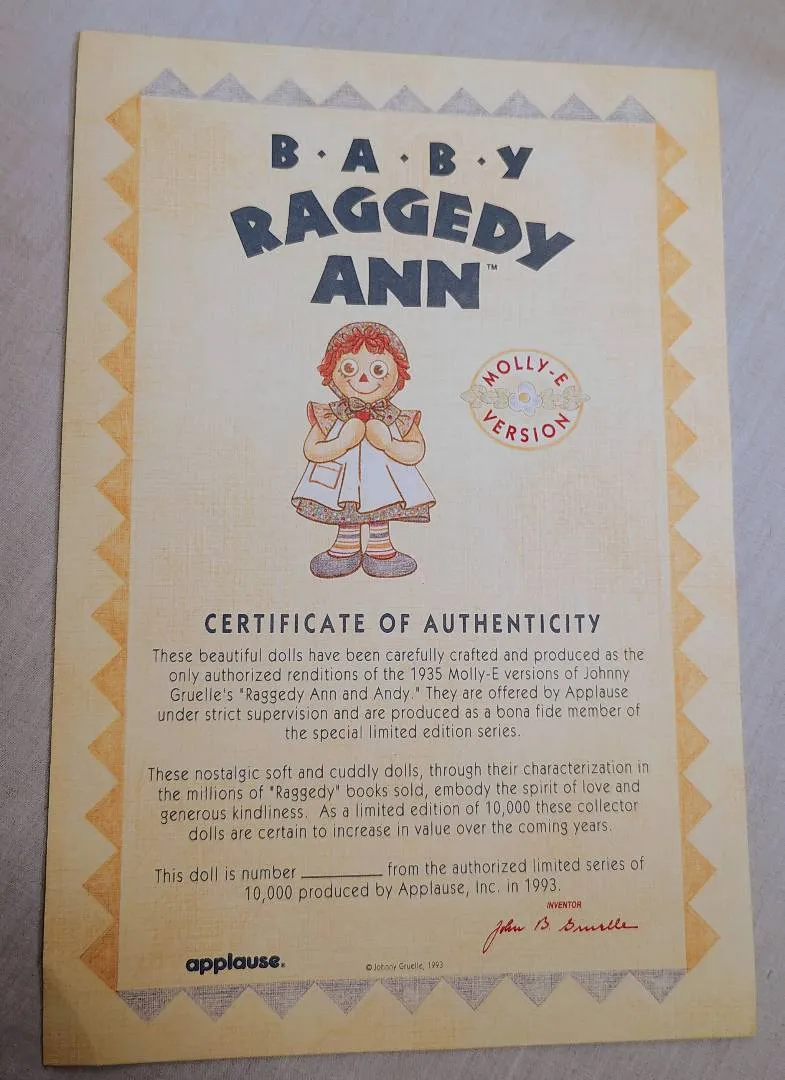 B·A·B·Y
RAGGEDY
ANN™
MOLLY-E
VERSION
CERTIFICATE OF AUTHENTICITY
These beautiful dolls have been carefully crafted and produced as the
only authorized renditions of the 1935 Molly-E versions of Johnny
Gruelle's "Raggedy Ann and Andy." They are offered by Applause
under strict supervision and are produced as a bona fide member of
the special limited edition series.
These nostalgic soft and cuddly dolls, through their characterization in
the millions of "Raggedy" books sold, embody the spirit of love and
generous kindliness. As a limited edition of 10,000 these collector
dolls are certain to increase in value over the coming years.
This doll is number ________ from the authorized limited series of
10,000 produced by Applause, Inc. in 1993.
INVENTOR
John B. Gruelle
applause®
© Johnny Gruelle, 1993